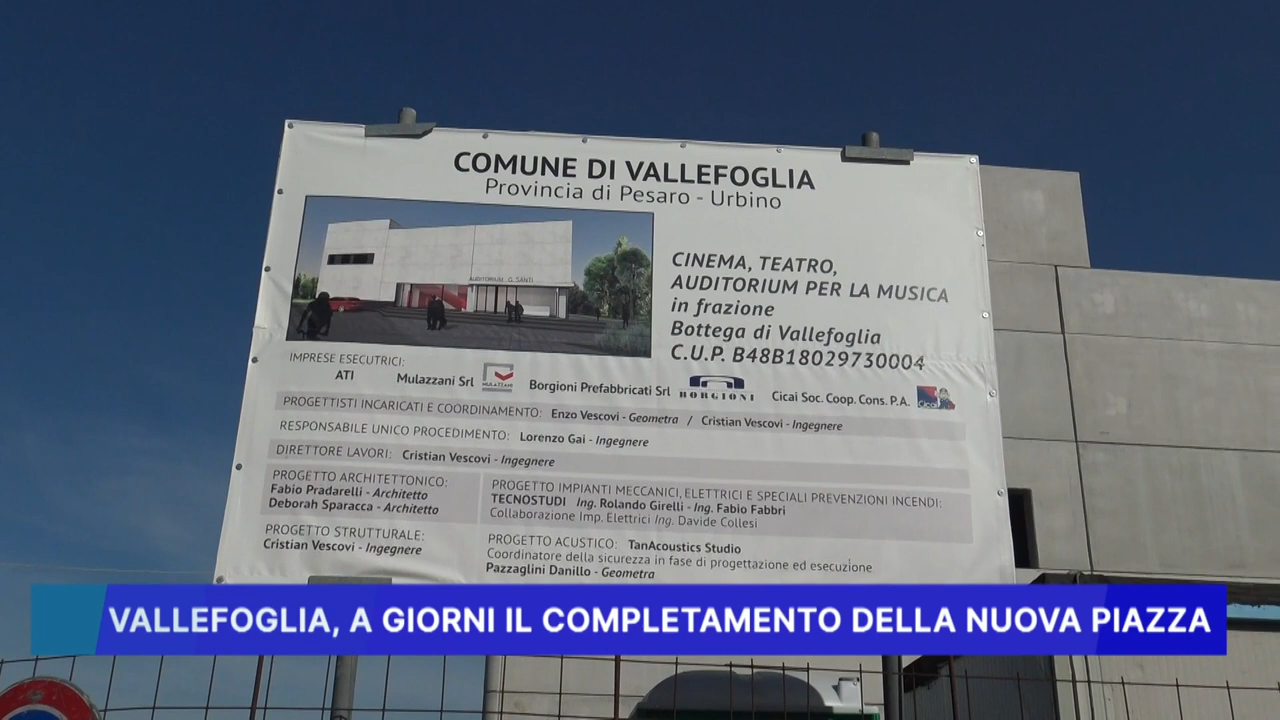 COMUNE DI VALLEFOGLIA
Provincia di Pesaro - Urbino
AUDITORIUM G. SANTI
CINEMA, TEATRO,
AUDITORIUM PER LA MUSICA
in frazione
Bottega di Vallefoglia
C.U.P. B48B18029730004
IMPRESE ESECUTRICI:
ATI
Mulazzani Srl
MULAZZANI
Borgioni Prefabbricati Srl
BORGIONI
Cicai Soc. Coop. Cons. P.A.
Cicai
PROGETTISTI INCARICATI E COORDINAMENTO: Enzo Vescovi - Geometra / Cristian Vescovi - Ingegnere
RESPONSABILE UNICO PROCEDIMENTO: Lorenzo Gai - Ingegnere
DIRETTORE LAVORI: Cristian Vescovi - Ingegnere
PROGETTO ARCHITETTONICO:
Fabio Pradarelli - Architetto
Deborah Sparacca - Architetto
PROGETTO IMPIANTI MECCANICI, ELETTRICI E SPECIALI PREVENZIONI INCENDI:
TECNOSTUDI Ing. Rolando Girelli - Ing. Fabio Fabbri
Collaborazione Imp. Elettrici Ing. Davide Collesi
PROGETTO STRUTTURALE:
Cristian Vescovi - Ingegnere
PROGETTO ACUSTICO: TanAcoustics Studio
Coordinatore della sicurezza in fase di progettazione ed esecuzione
Pazzaglini Danillo - Geometra
VALLEFOGLIA, A GIORNI IL COMPLETAMENTO DELLA NUOVA PIAZZA